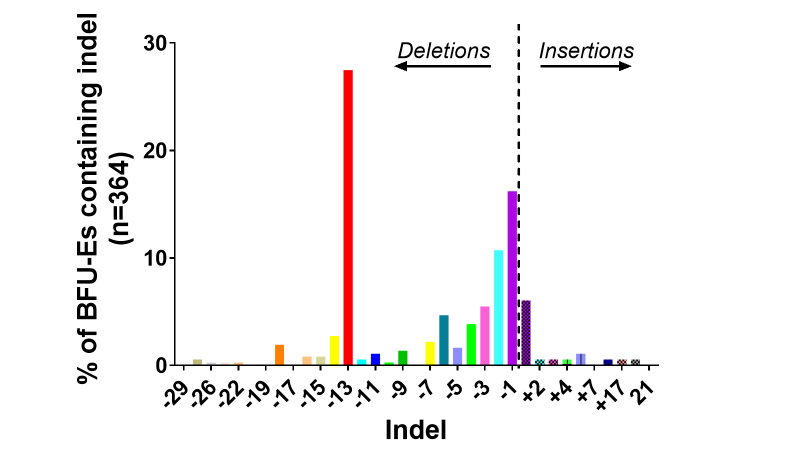 % of BFU-Es containing indel
(n=364)
30
20
10
0
Deletions
Insertions
-29 -26 -22 -19 -17 -15 -13 -11 -9 -7 -5 -3 -1 +2 +4 +7 +17 21
Indel